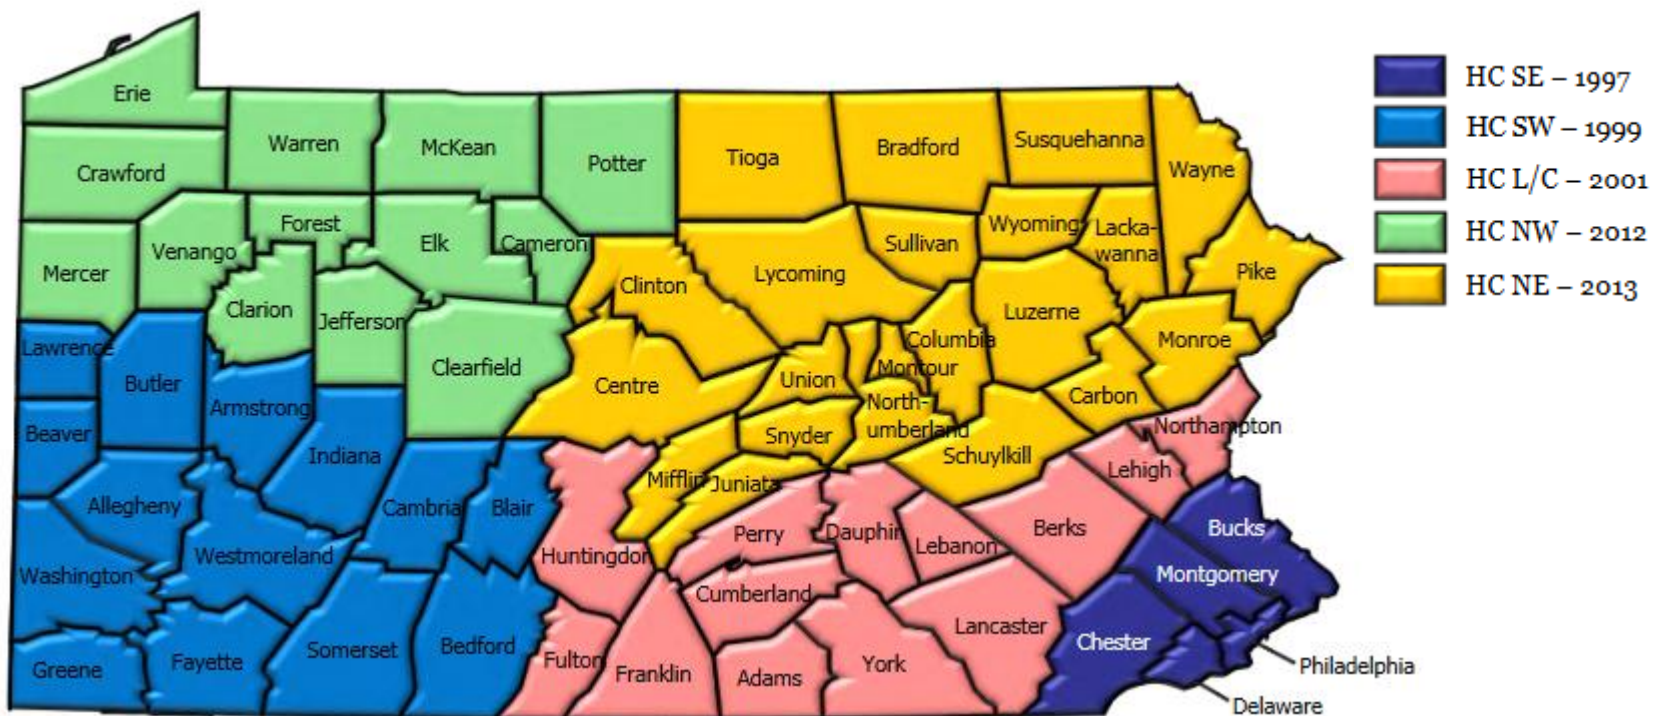 HC SE – 1997
HC SW – 1999
HC L/C – 2001
HC NW – 2012
HC NE – 2013
Erie
Warren
McKean
Potter
Tioga
Bradford
Susquehanna
Wayne
Crawford
Forest
Venango
Elk
Cameron
Sullivan
Wyoming
Lacka-
wanna
Mercer
Clinton
Lycoming
Pike
Clarion
Jefferson
Luzerne
Lawrence
Butler
Clearfield
Centre
Union
Montour
Columbia
Monroe
Armstrong
Carbon
Beaver
Snyder
North-
umberland
Northampton
Indiana
Schuylkill
Lehigh
Mifflin
Juniata
Allegheny
Cambria
Blair
Huntingdon
Perry
Dauphin
Lebanon
Berks
Bucks
Westmoreland
Washington
Cumberland
Montgomery
Lancaster
Chester
Greene
Fayette
Somerset
Bedford
Fulton
Franklin
Adams
York
Philadelphia
Delaware